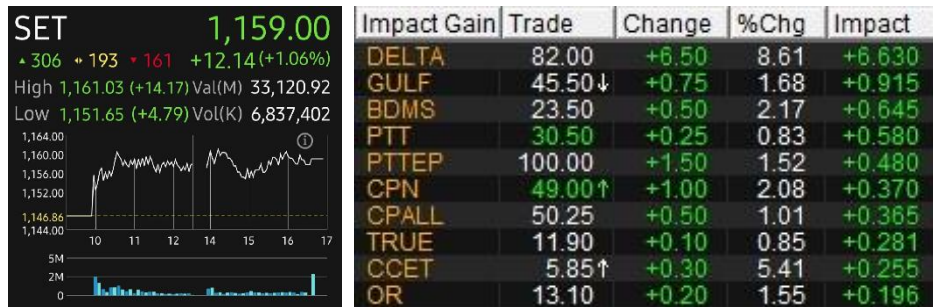 SET 1,159.00
▲ 306 ◆ 193 ▼ 161 +12.14 (+1.06%)
High 1,161.03 (+14.17) Val(M) 33,120.92
Low 1,151.65 (+4.79) Vol(K) 6,837,402
1,164.00
1,160.00
1,156.00
1,152.00
1,146.86
1,144.00
10 11 12 14 15 16 17
5M
2M
0
Impact Gain Trade Change %Chg Impact
DELTA 82.00 +6.50 8.61 +6.630
GULF 45.50↓ +0.75 1.68 +0.915
BDMS 23.50 +0.50 2.17 +0.645
PTT 30.50 +0.25 0.83 +0.580
PTTEP 100.00 +1.50 1.52 +0.480
CPN 49.00↑ +1.00 2.08 +0.370
CPALL 50.25 +0.50 1.01 +0.365
TRUE 11.90 +0.10 0.85 +0.281
CCET 5.85↑ +0.30 5.41 +0.255
OR 13.10 +0.20 1.55 +0.196